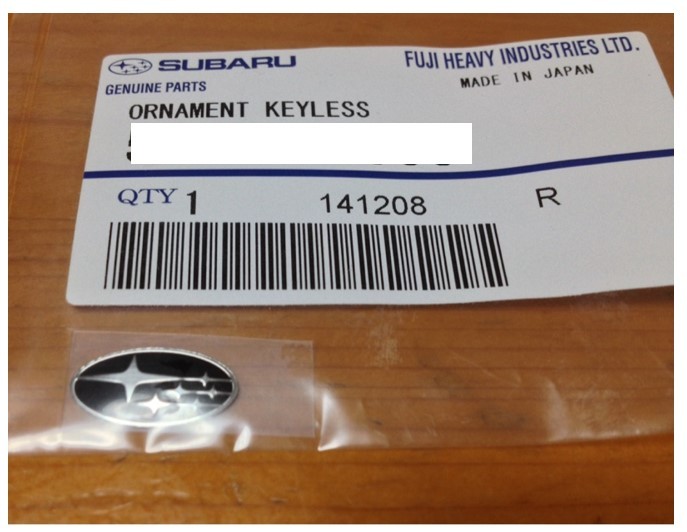 SUBARU
FUJI HEAVY INDUSTRIES LTD.
GENUINE PARTS
MADE IN JAPAN
ORNAMENT KEYLESS
QTY 1
141208
R